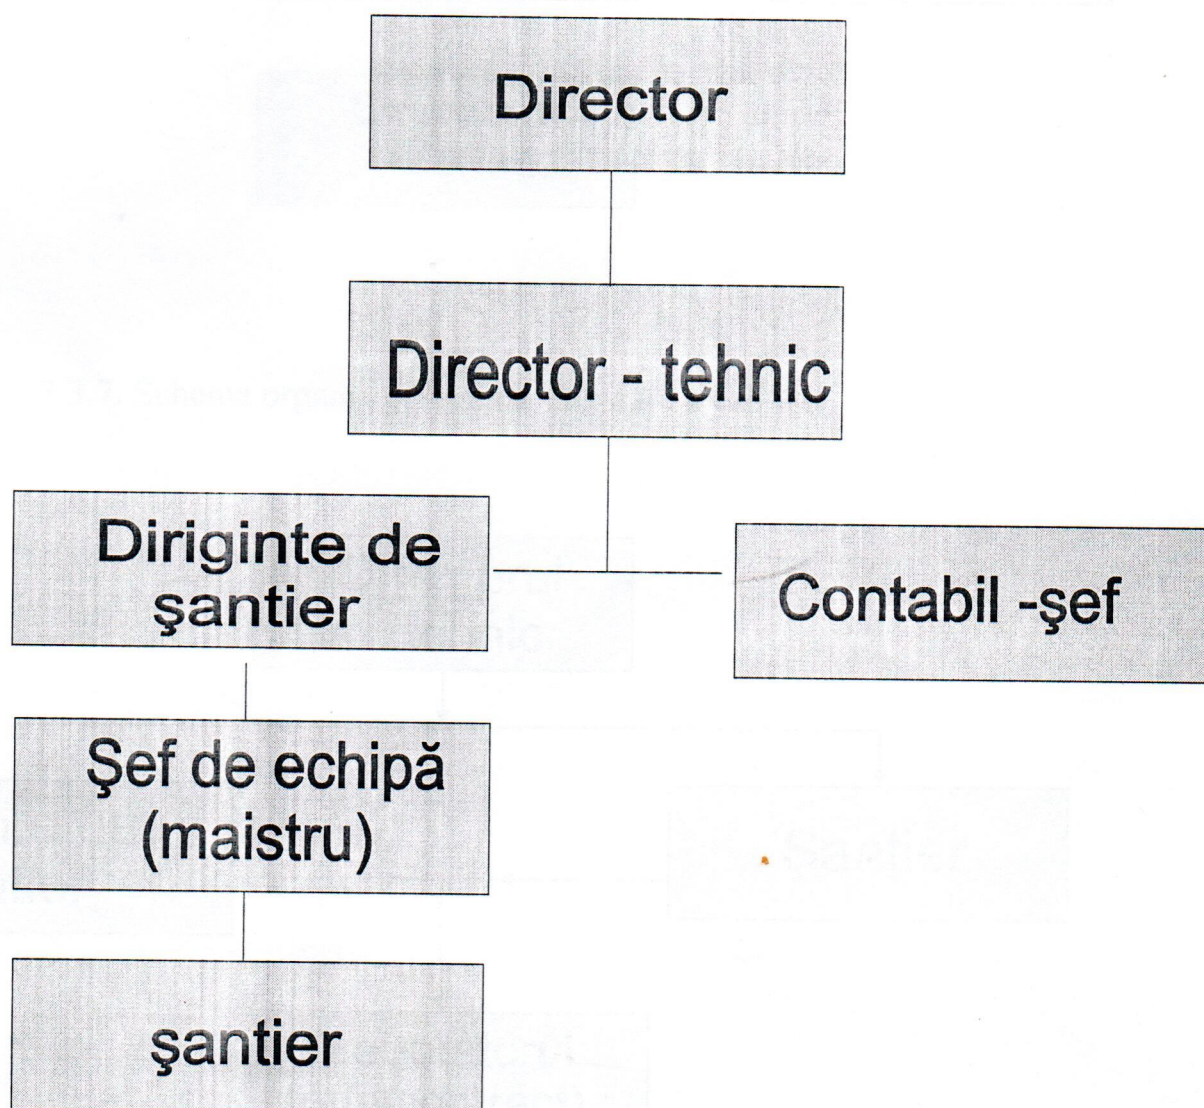 Director
Director - tehnic
Diriginte de
şantier
Contabil -şef
Şef de echipă
(maistru)
şantier